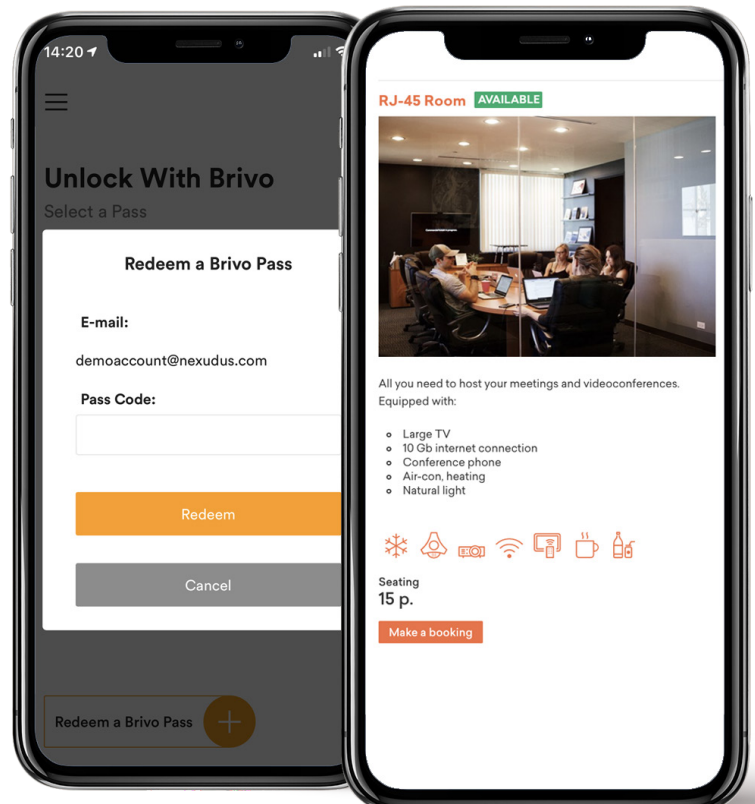 14:20
Unlock With Brivo
Select a Pass
Redeem a Brivo Pass
E-mail:
demoaccount@nexudus.com
Pass Code:
Redeem
Cancel
Redeem a Brivo Pass
RJ-45 Room AVAILABLE
All you need to host your meetings and videoconferences.
Equipped with:
Large TV
10 Gb internet connection
Conference phone
Air-con, heating
Natural light
Seating
15 p.
Make a booking